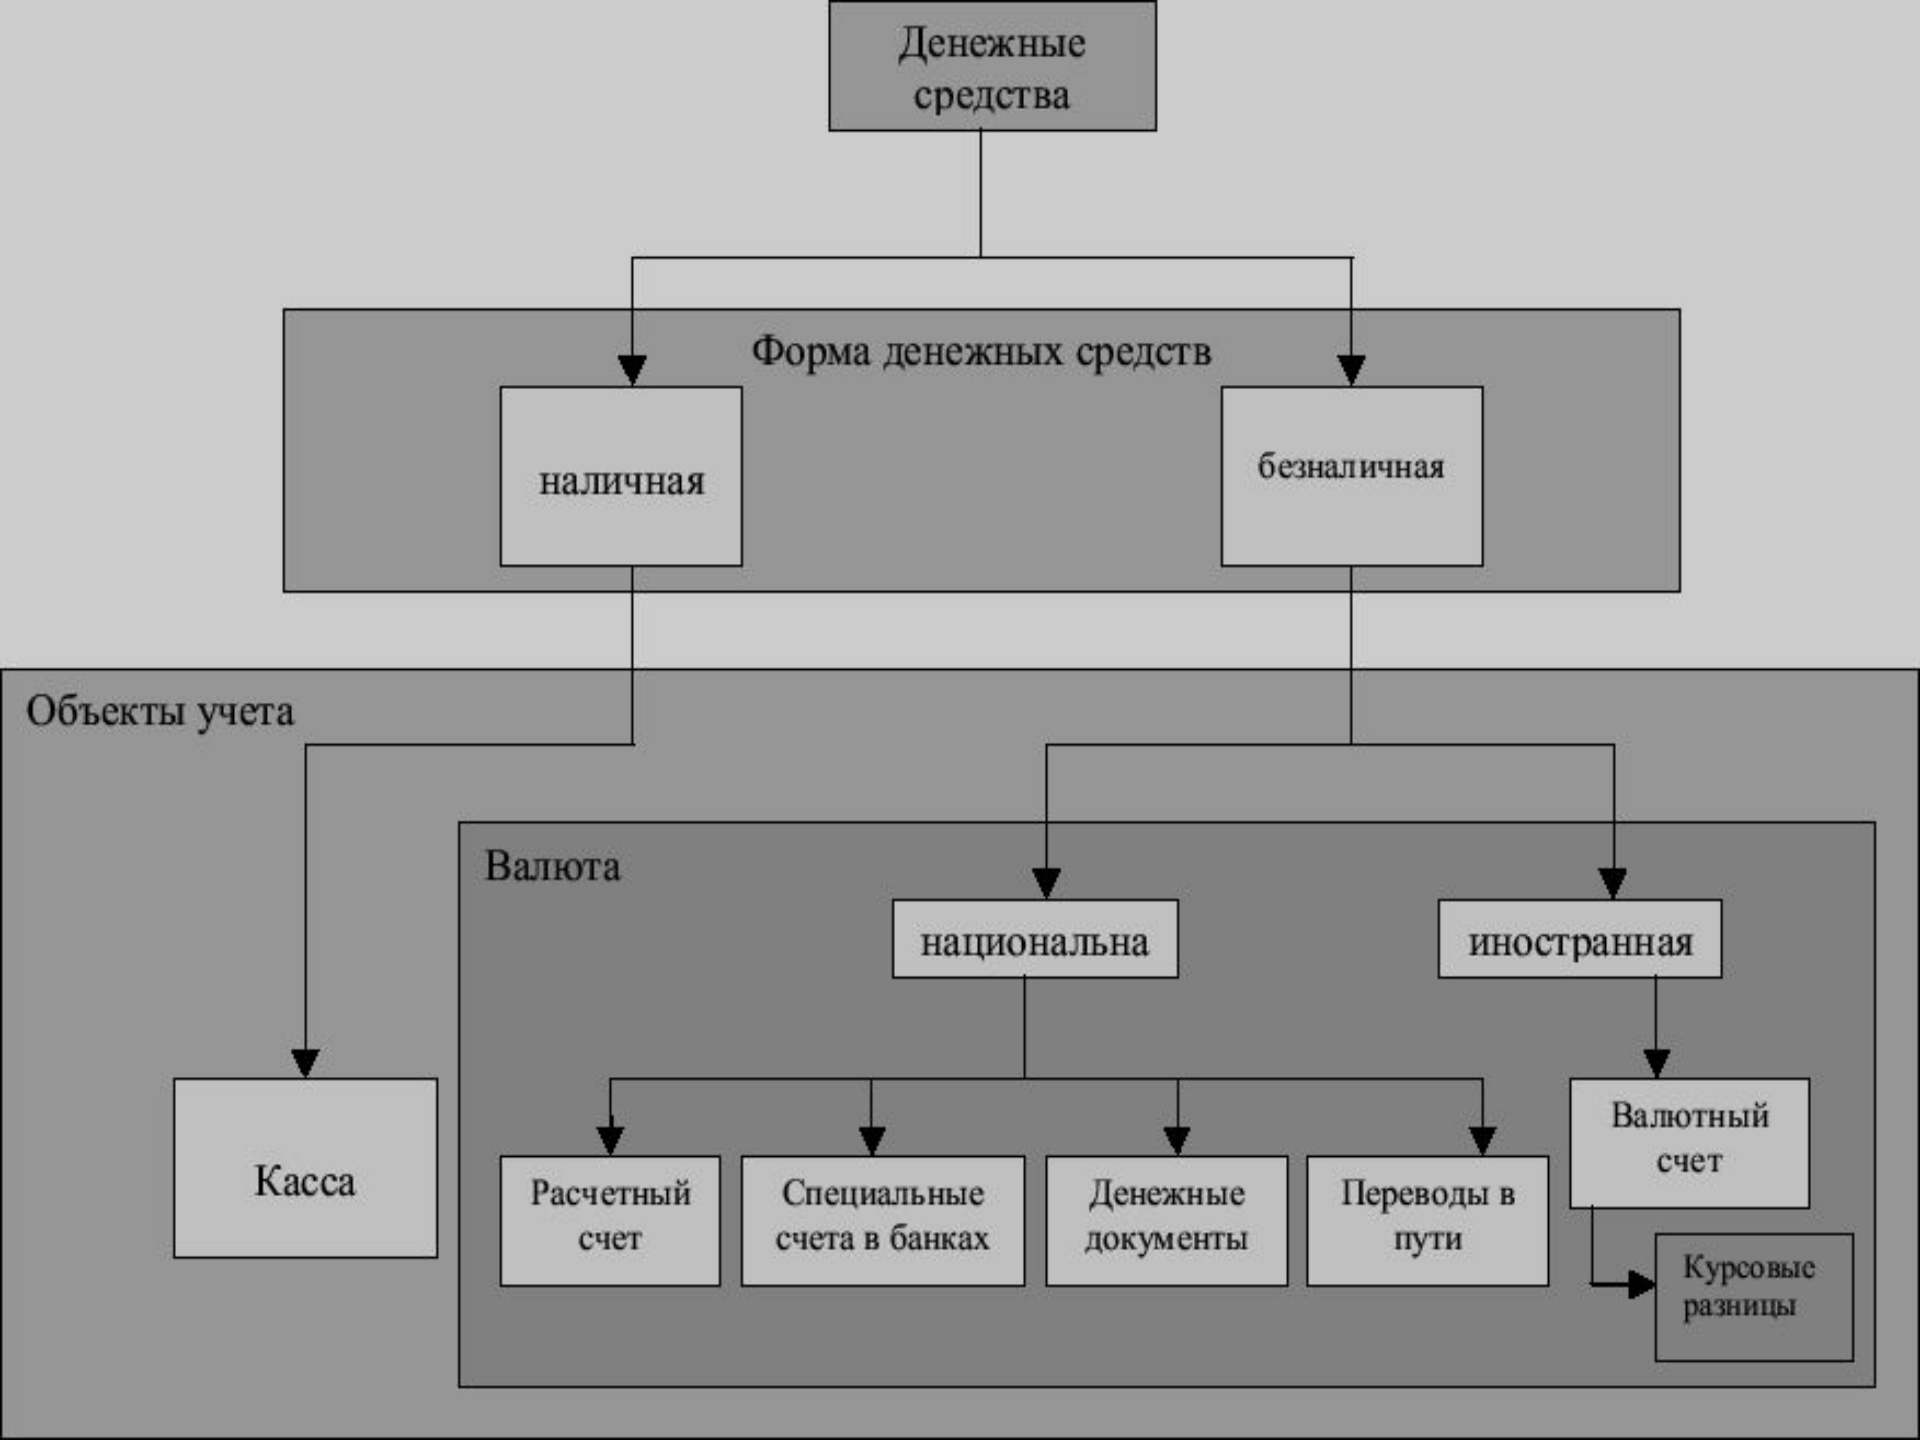 Денежные
средства
Форма денежных средств
наличная
безналичная
Объекты учета
Валюта
национальна
иностранная
Касса
Расчетный
счет
Специальные
счета в банках
Денежные
документы
Переводы в
пути
Валютный
счет
Курсовые
разницы